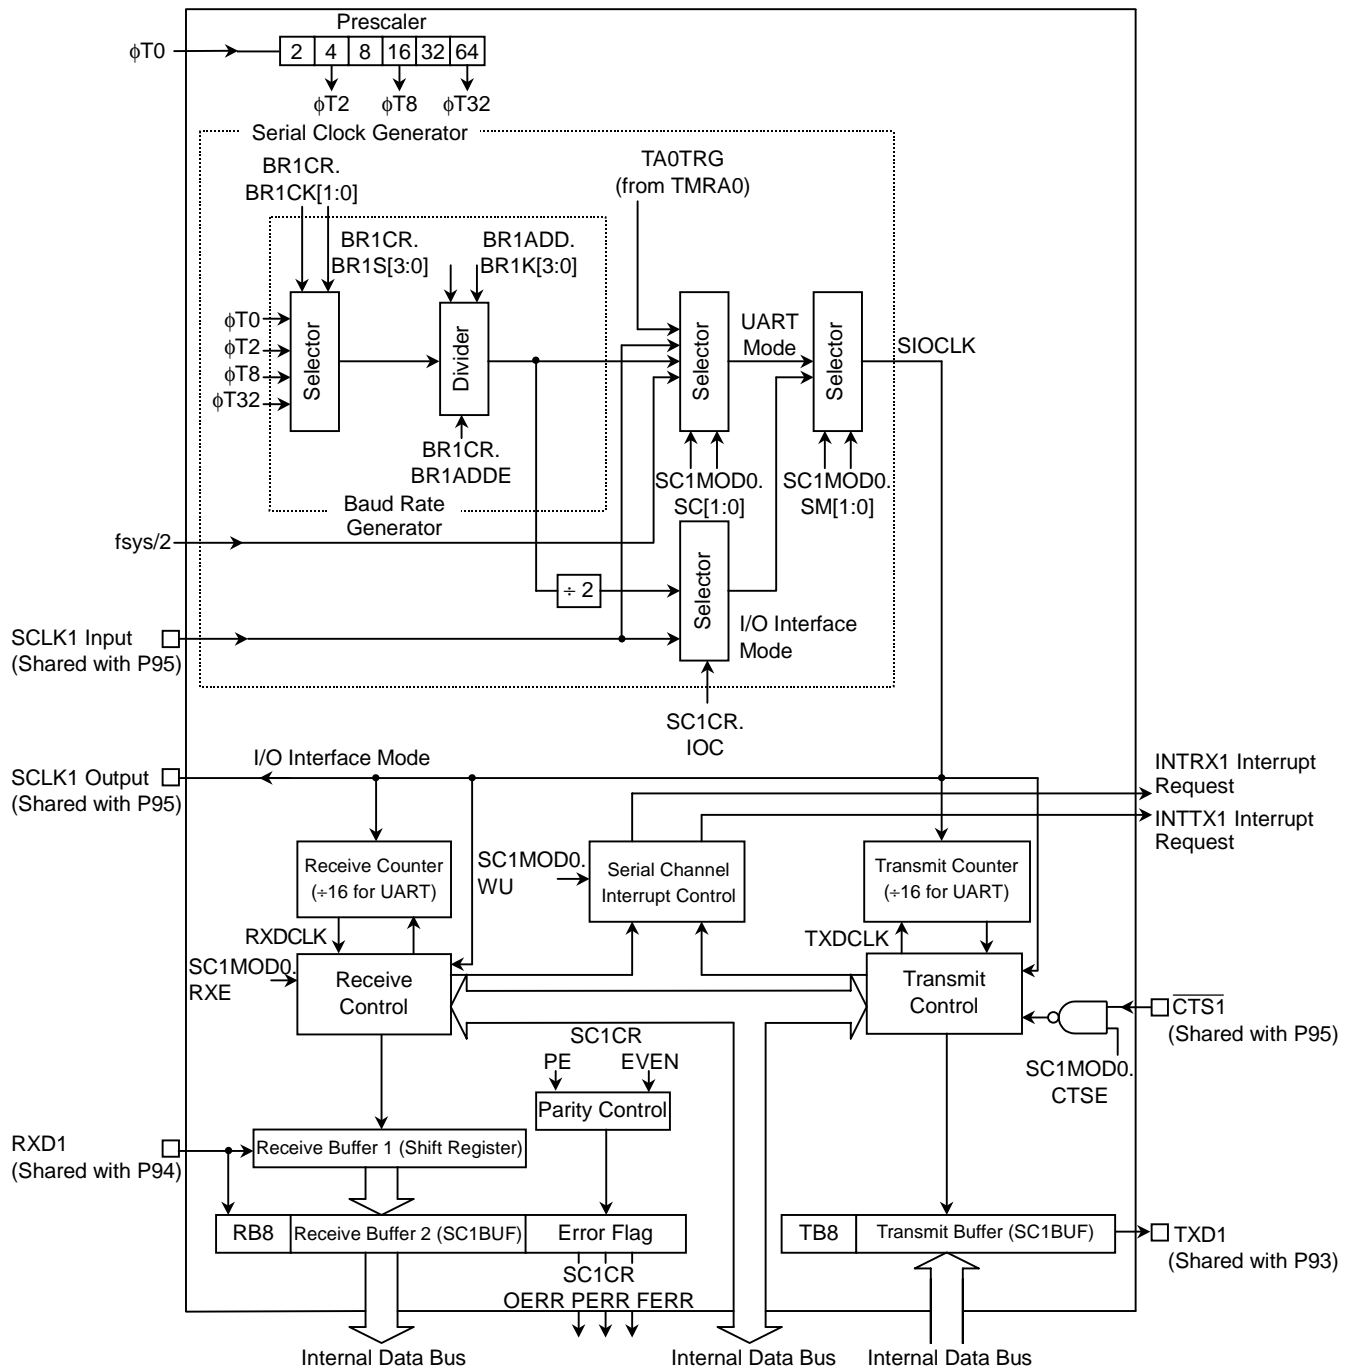 Prescaler
ϕT0
2 4 8 16 32 64
ϕT2 ϕT8 ϕT32
Serial Clock Generator
BR1CR.
BR1CK[1:0]
TA0TRG
(from TMRA0)
BR1CR.
BR1S[3:0]
BR1ADD.
BR1K[3:0]
ϕT0
ϕT2
ϕT8
ϕT32
Selector
Divider
Selector
UART
Mode
Selector
SIOCLK
BR1CR.
BR1ADDE
Baud Rate
Generator
SC1MOD0.
SC[1:0]
SC1MOD0.
SM[1:0]
fsys/2
÷ 2
Selector
I/O Interface
Mode
SCLK1 Input
(Shared with P95)
SC1CR.
IOC
I/O Interface Mode
SCLK1 Output
(Shared with P95)
INTRX1 Interrupt
Request
INTTX1 Interrupt
Request
Receive Counter
(÷16 for UART)
SC1MOD0.
WU
Serial Channel
Interrupt Control
Transmit Counter
(÷16 for UART)
RXDCLK
TXDCLK
SC1MOD0.
RXE
Receive
Control
Transmit
Control
CTS1
(Shared with P95)
SC1MOD0.
CTSE
SC1CR
PE EVEN
Parity Control
RXD1
(Shared with P94)
Receive Buffer 1 (Shift Register)
RB8 Receive Buffer 2 (SC1BUF) Error Flag
TB8 Transmit Buffer (SC1BUF)
TXD1
(Shared with P93)
SC1CR
OERR PERR FERR
Internal Data Bus Internal Data Bus Internal Data Bus